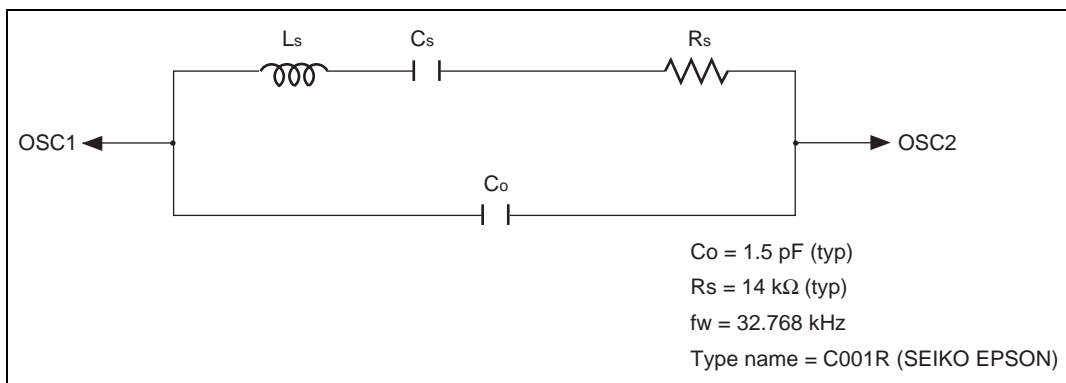 Ls Cs Rs
OSC1 OSC2
Co
Co = 1.5 pF (typ)
Rs = 14 kΩ (typ)
fw = 32.768 kHz
Type name = C001R (SEIKO EPSON)